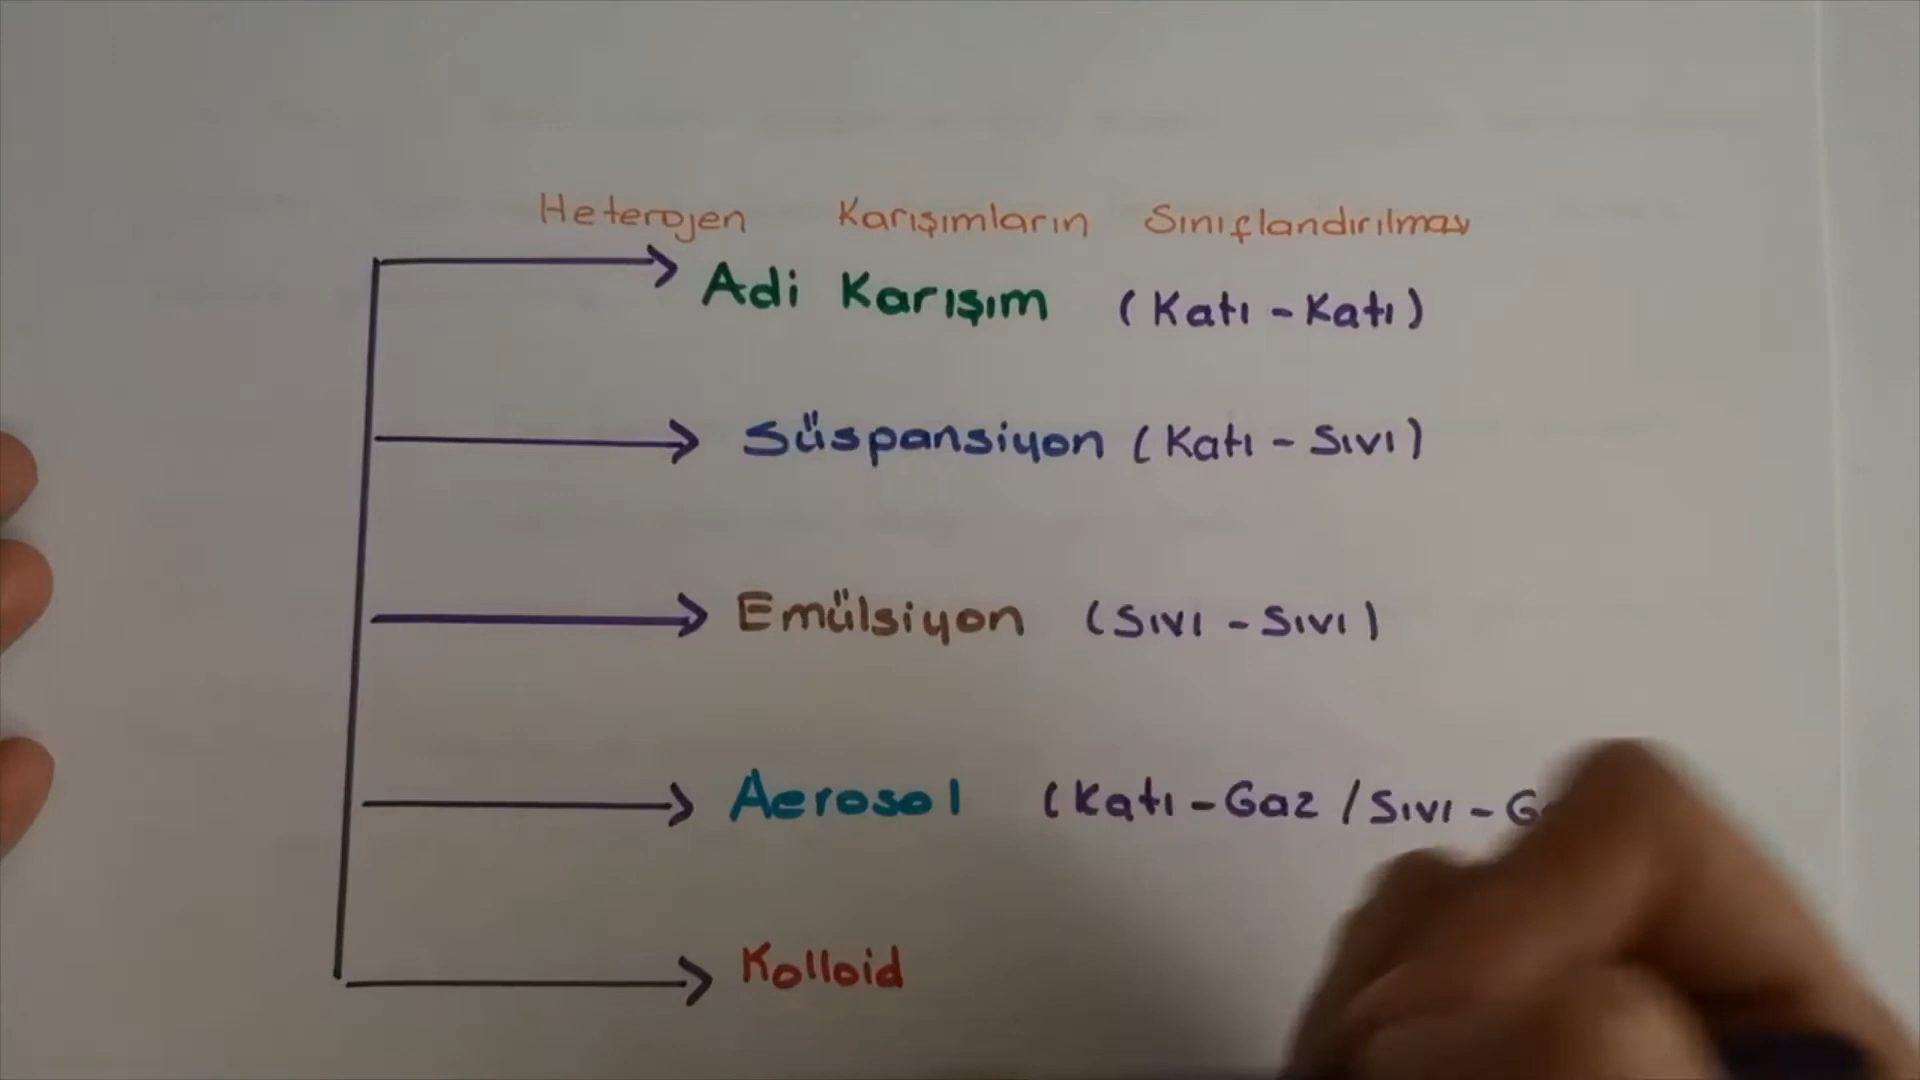 Heterojen Karışımların Sınıflandırılması
Adi Karışım (Katı - Katı)
Süspansiyon (Katı - Sıvı)
Emülsiyon (Sıvı - Sıvı)
Aerosol (Katı - Gaz / Sıvı -
Kolloid